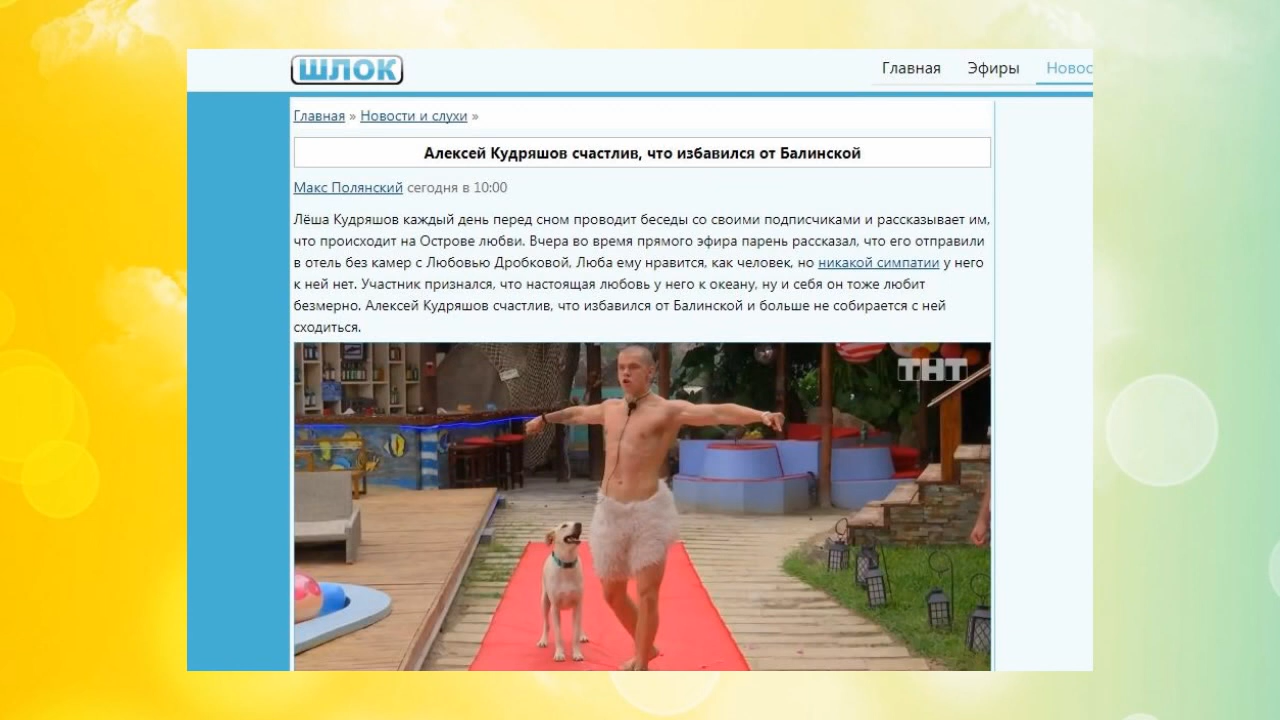 ШЛОК
Главная Эфиры Новос
Главная » Новости и слухи »
Алексей Кудряшов счастлив, что избавился от Балинской
Макс Полянский сегодня в 10:00
Лёша Кудряшов каждый день перед сном проводит беседы со своими подписчиками и рассказывает им,
что происходит на Острове любви. Вчера во время прямого эфира парень рассказал, что его отправили
в отель без камер с Любовью Дробковой, Люба ему нравится, как человек, но никакой симпатии у него
к ней нет. Участник признался, что настоящая любовь у него к океану, ну и себя он тоже любит
безмерно. Алексей Кудряшов счастлив, что избавился от Балинской и больше не собирается с ней
сходиться.
ТНТ